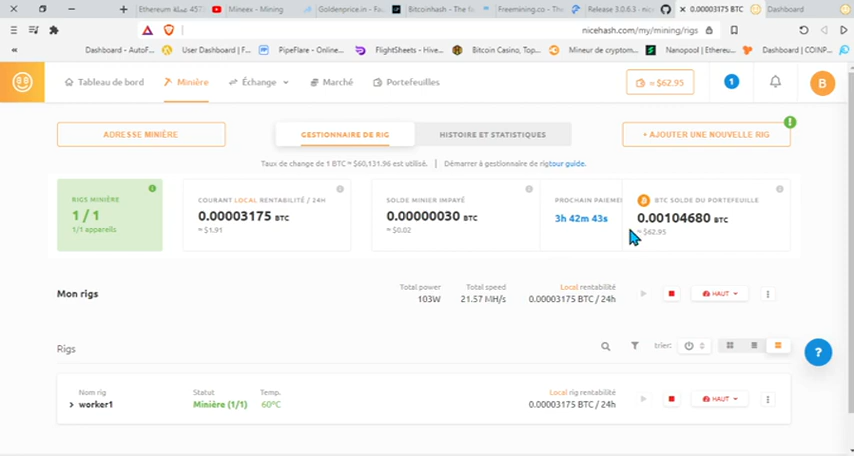 Ethereum 4571
Mineex - Mining
Goldenprice.in - Fa
Bitcoinhash - The fa
Freemining.co - The
Release 3.0.6.3 - nic
0.00003175 BTC
Dashboard
nicehash.com/my/mining/rigs
Dashboard - AutoF...
User Dashboard | F...
PipeFlare - Online...
FlightSheets - Hive...
Bitcoin Casino, Top...
Mineur de cryptom...
Nanopool | Ethereu...
Dashboard | COINP...
Tableau de bord
Minière
Échange
Marché
Portefeuilles
≈ $62.95
1
B
ADRESSE MINIÈRE
GESTIONNAIRE DE RIG
HISTOIRE ET STATISTIQUES
+ AJOUTER UNE NOUVELLE RIG
Taux de change de 1 BTC ≈ $60,131.96 est utilisé. | Démarrer à gestionnaire de rigtour guide.
RIGS MINIÈRE
1 / 1
1/1 appareils
COURANT LOCAL RENTABILITÉ / 24H
0.00003175 BTC
≈ $1.91
SOLDE MINIER IMPAYÉ
0.00000030 BTC
≈ $0.02
PROCHAIN PAIEME
3h 42m 43s
BTC SOLDE DU PORTEFEUILLE
0.00104680 BTC
≈ $62.95
Mon rigs
Total power
103W
Total speed
21.57 MH/s
Local rentabilité
0.00003175 BTC / 24h
HAUT
Rigs
trier:
Nom rig
worker1
Statut
Minière (1/1)
Temp.
60°C
Local rig rentabilité
0.00003175 BTC / 24h
HAUT
?